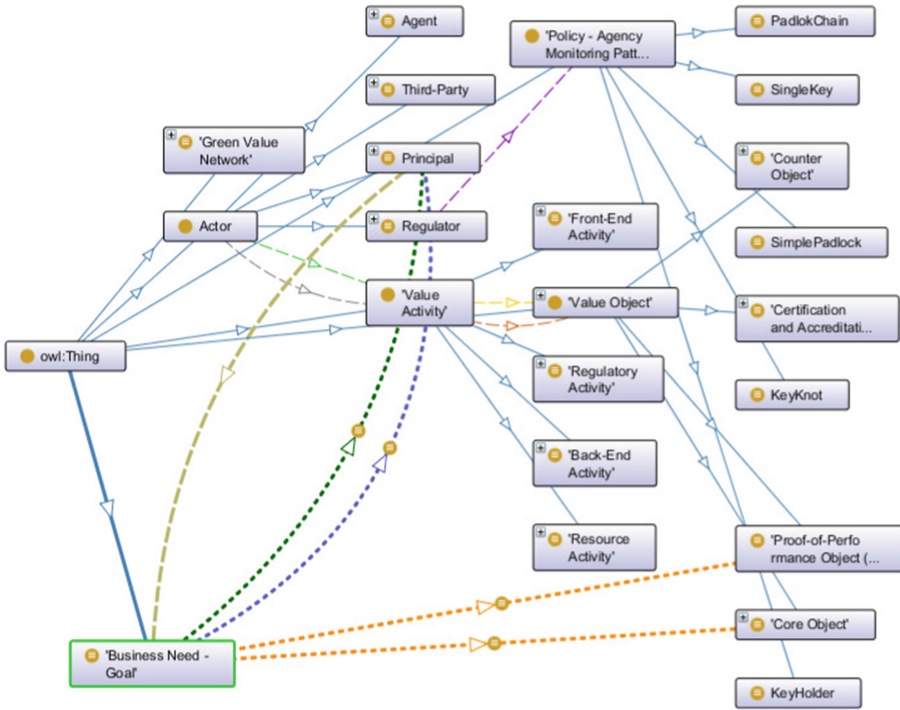 Agent
'Policy - Agency
Monitoring Patt...
PadlokChain
Third-Party
SingleKey
'Green Value
Network'
Principal
'Counter
Object'
Actor
Regulator
'Front-End
Activity'
SimplePadlock
'Value
Activity'
'Value Object'
'Certification
and Accreditati...
owl:Thing
'Regulatory
Activity'
KeyKnot
'Back-End
Activity'
'Resource
Activity'
'Proof-of-Perfo
rmance Object (...
'Core Object'
'Business Need -
Goal'
KeyHolder